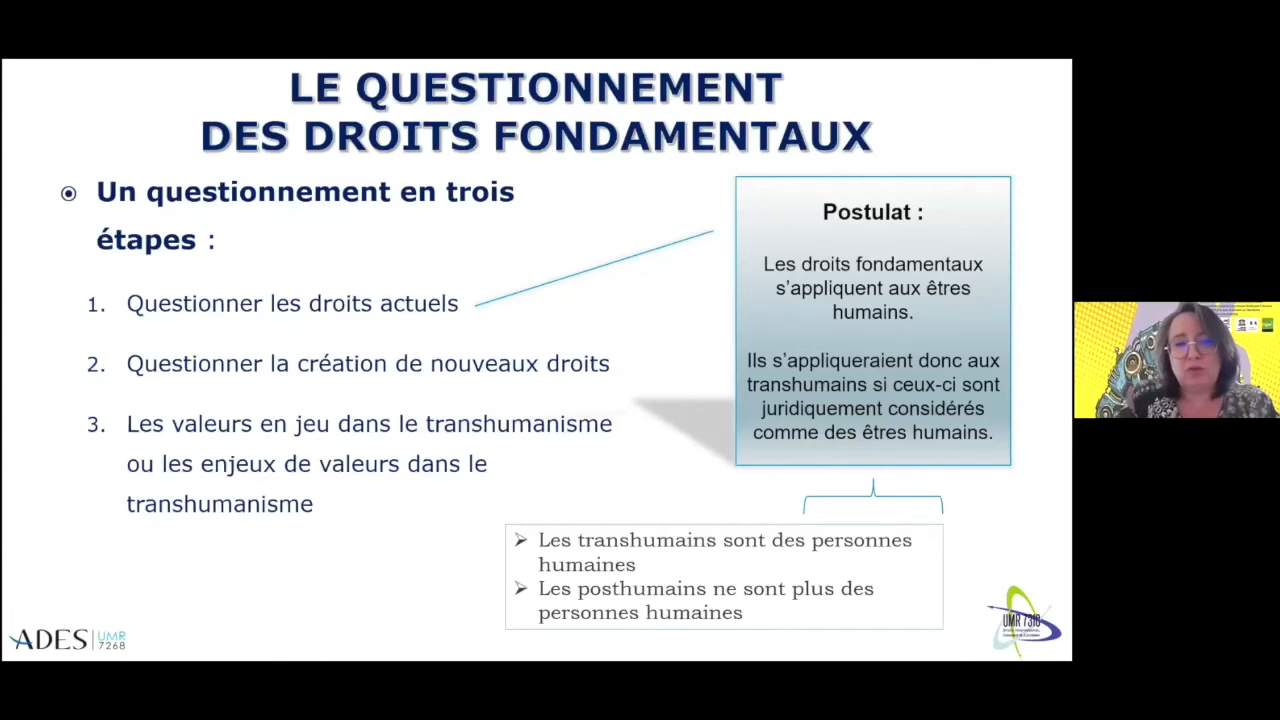 LE QUESTIONNEMENT
DES DROITS FONDAMENTAUX
Un questionnement en trois
étapes :
1. Questionner les droits actuels
2. Questionner la création de nouveaux droits
3. Les valeurs en jeu dans le transhumanisme
ou les enjeux de valeurs dans le
transhumanisme
Postulat :
Les droits fondamentaux
s’appliquent aux êtres
humains.
Ils s’appliqueraient donc aux
transhumains si ceux-ci sont
juridiquement considérés
comme des êtres humains.
Les transhumains sont des personnes
humaines
Les posthumains ne sont plus des
personnes humaines
ADES UMR
7268
UMR 7318